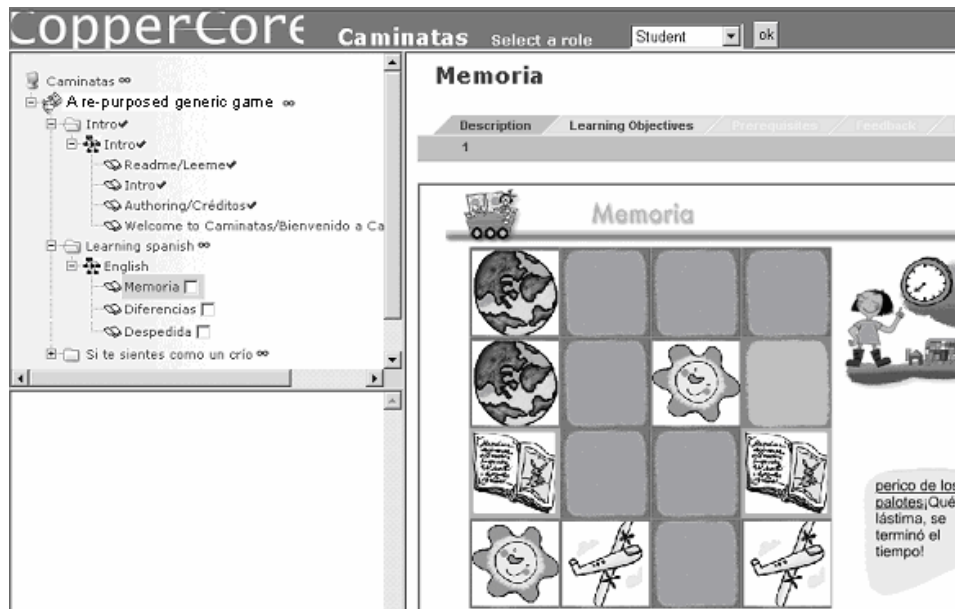 CopperCore Caminatas Select a role Student ok
Caminatas
A re-purposed generic game
Intro
Intro
Readme/Leeme
Intro
Authoring/Créditos
Welcome to Caminatas/Bienvenido a Ca
Learning spanish
English
Memoria
Diferencias
Despedida
Si te sientes como un crío
Memoria
Description Learning Objectives Prerequisites Feedback
1
Memoria
perico de los
palotes¡Qué
lástima, se
terminó el
tiempo!